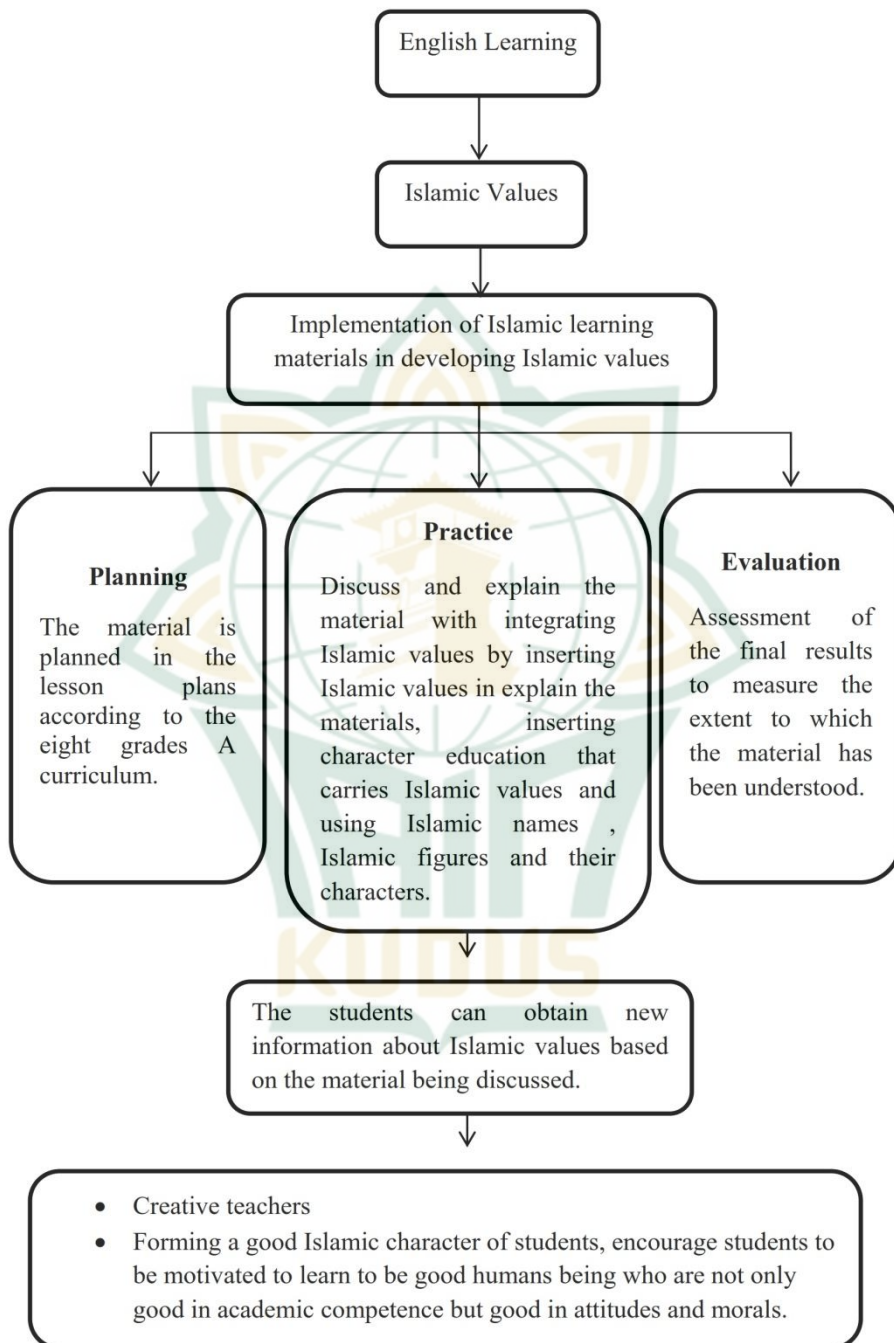 English Learning
Islamic Values
Implementation of Islamic learning
materials in developing Islamic values
Planning
The material is
planned in the
lesson plans
according to the
eight grades A
curriculum.
Practice
Discuss and explain the
material with integrating
Islamic values by inserting
Islamic values in explain the
materials, inserting
character education that
carries Islamic values and
using Islamic names ,
Islamic figures and their
characters.
Evaluation
Assessment of
the final results
to measure the
extent to which
the material has
been understood.
KUDUS
The students can obtain new
information about Islamic values based
on the material being discussed.
• Creative teachers
• Forming a good Islamic character of students, encourage students to
be motivated to learn to be good humans being who are not only
good in academic competence but good in attitudes and morals.